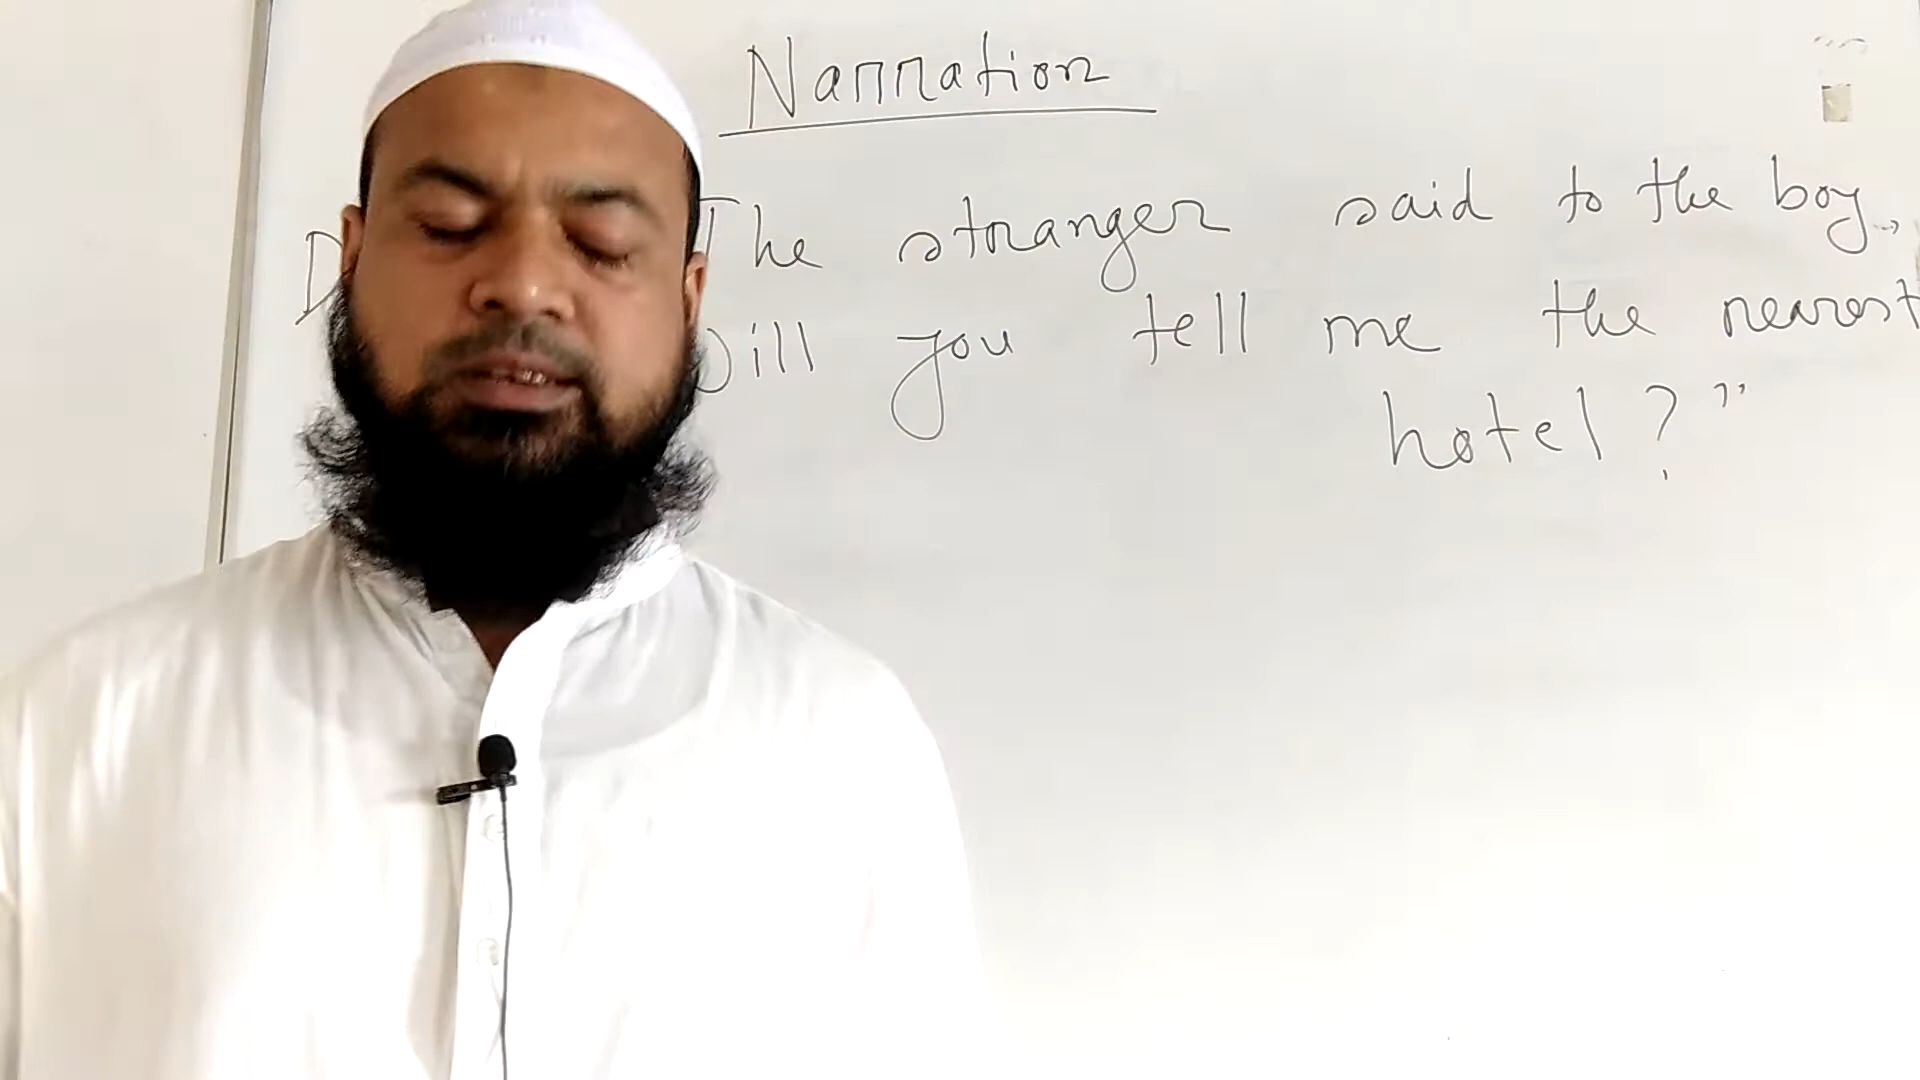 Narration
D The stranger said to the boy,
Will you tell me the nearest
hotel?”